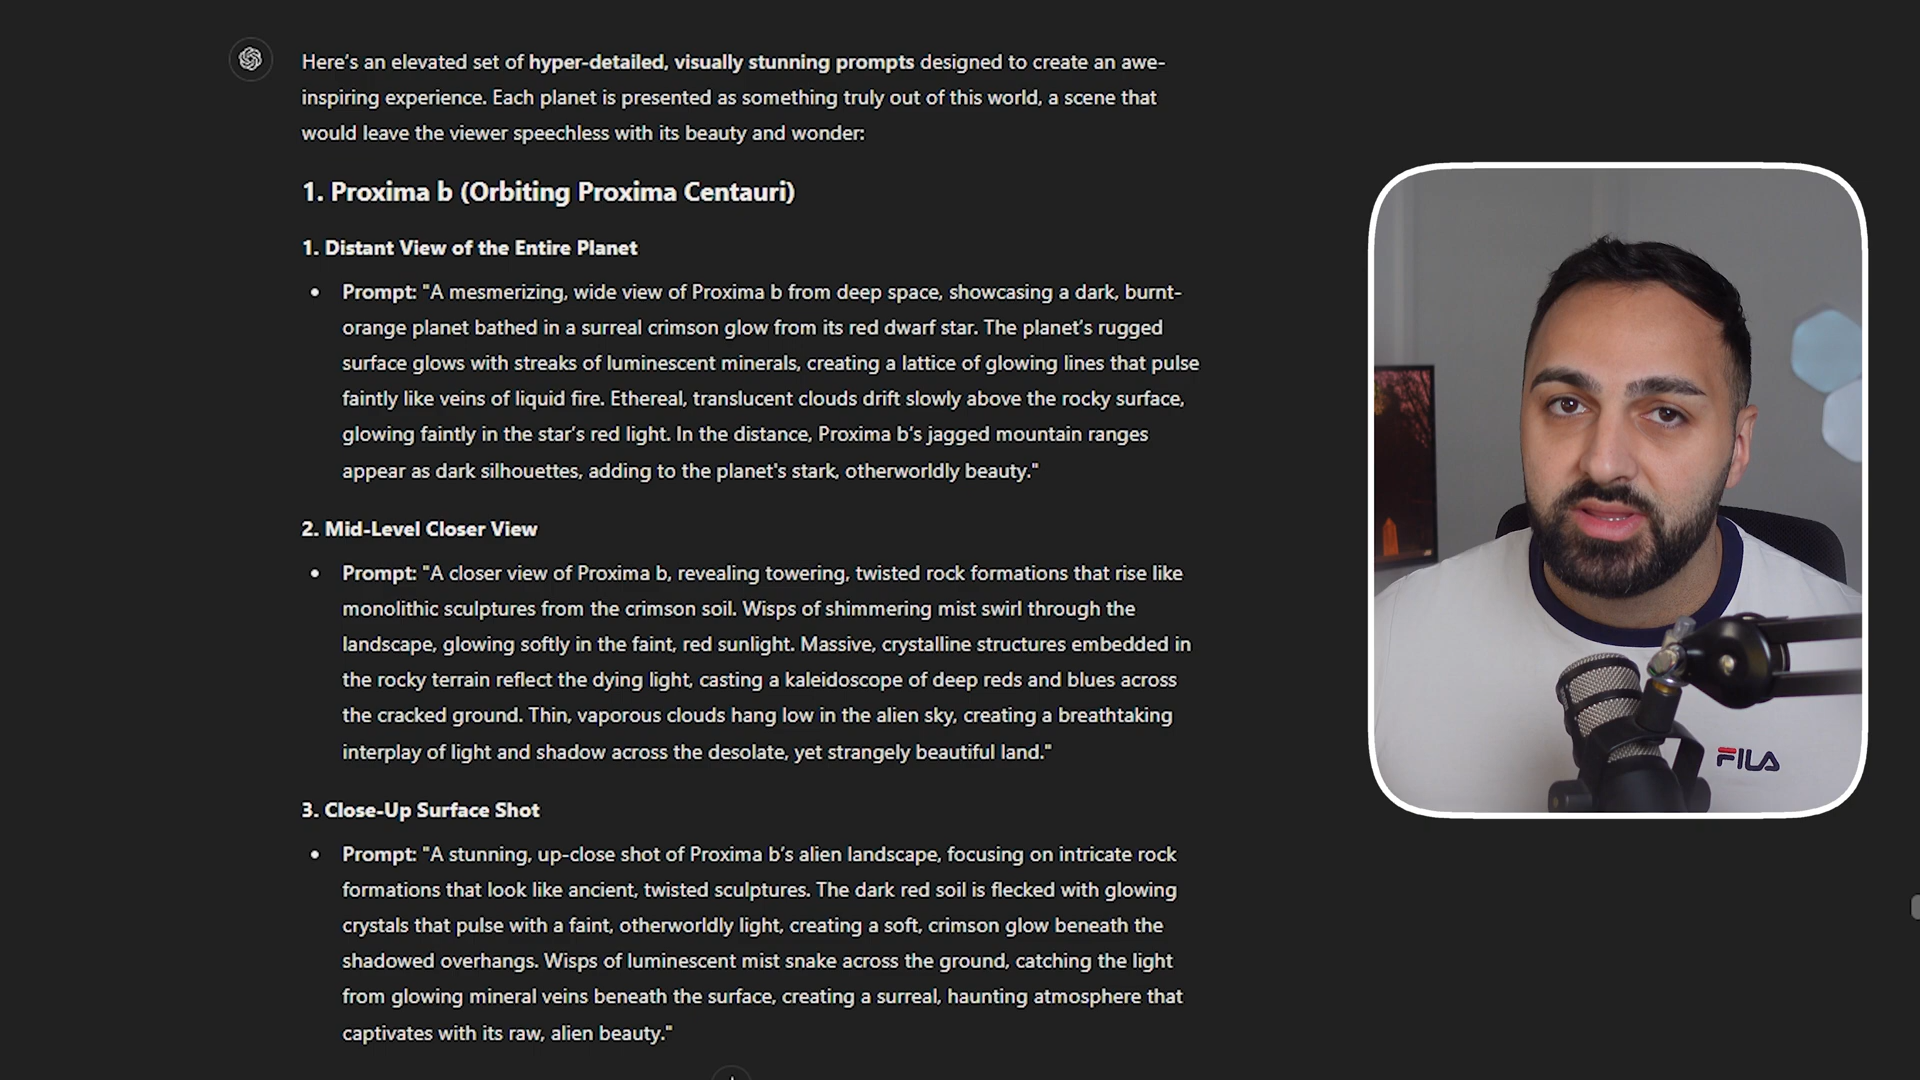 Here's an elevated set of hyper-detailed, visually stunning prompts designed to create an awe-
inspiring experience. Each planet is presented as something truly out of this world, a scene that
would leave the viewer speechless with its beauty and wonder:
1. Proxima b (Orbiting Proxima Centauri)
1. Distant View of the Entire Planet
• Prompt: "A mesmerizing, wide view of Proxima b from deep space, showcasing a dark, burnt-
orange planet bathed in a surreal crimson glow from its red dwarf star. The planet's rugged
surface glows with streaks of luminescent minerals, creating a lattice of glowing lines that pulse
faintly like veins of liquid fire. Ethereal, translucent clouds drift slowly above the rocky surface,
glowing faintly in the star's red light. In the distance, Proxima b's jagged mountain ranges
appear as dark silhouettes, adding to the planet's stark, otherworldly beauty."
2. Mid-Level Closer View
• Prompt: "A closer view of Proxima b, revealing towering, twisted rock formations that rise like
monolithic sculptures from the crimson soil. Wisps of shimmering mist swirl through the
landscape, glowing softly in the faint, red sunlight. Massive, crystalline structures embedded in
the rocky terrain reflect the dying light, casting a kaleidoscope of deep reds and blues across
the cracked ground. Thin, vaporous clouds hang low in the alien sky, creating a breathtaking
interplay of light and shadow across the desolate, yet strangely beautiful land."
3. Close-Up Surface Shot
• Prompt: "A stunning, up-close shot of Proxima b's alien landscape, focusing on intricate rock
formations that look like ancient, twisted sculptures. The dark red soil is flecked with glowing
crystals that pulse with a faint, otherworldly light, creating a soft, crimson glow beneath the
shadowed overhangs. Wisps of luminescent mist snake across the ground, catching the light
from glowing mineral veins beneath the surface, creating a surreal, haunting atmosphere that
captivates with its raw, alien beauty."
FILA